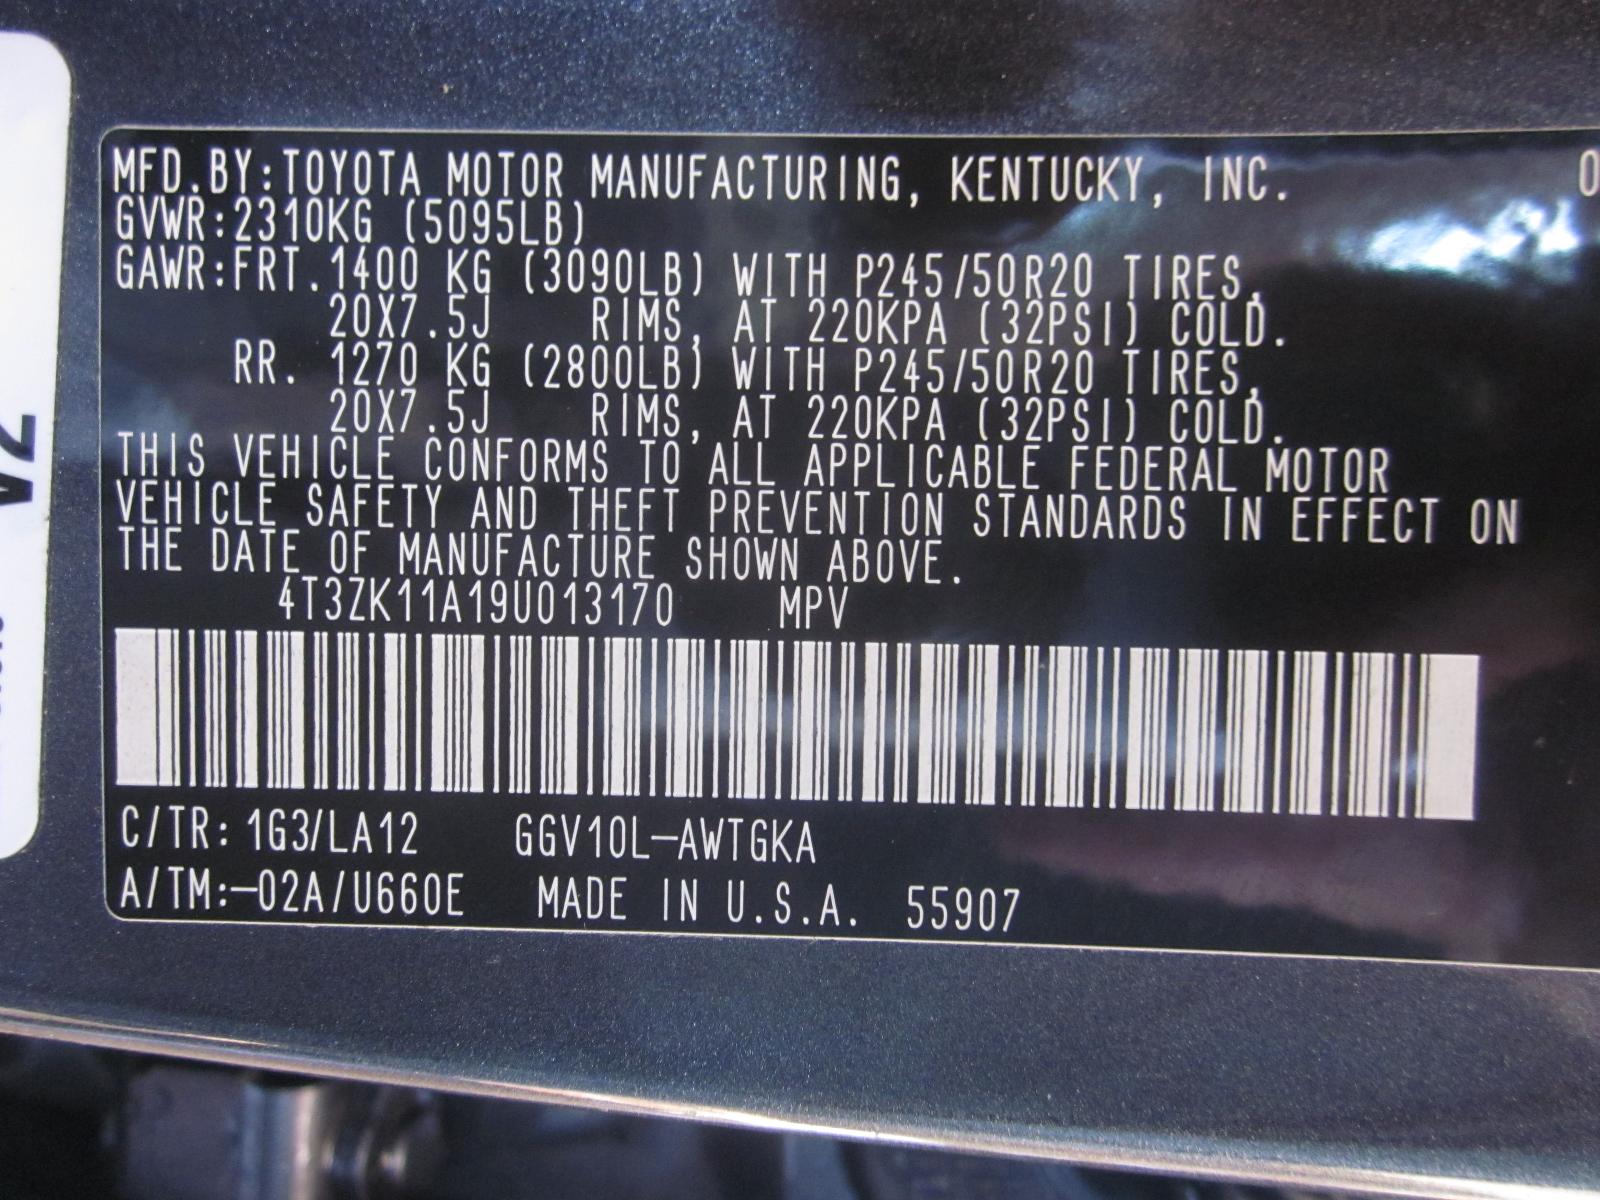 MFD.BY:TOYOTA MOTOR MANUFACTURING, KENTUCKY, INC. 0
GVWR:2310KG (5095LB)
GAWR:FRT.1400 KG (3090LB) WITH P245/50R20 TIRES,
20X7.5J RIMS, AT 220KPA (32PSI) COLD.
RR. 1270 KG (2800LB) WITH P245/50R20 TIRES,
20X7.5J RIMS, AT 220KPA (32PSI) COLD.
THIS VEHICLE CONFORMS TO ALL APPLICABLE FEDERAL MOTOR
VEHICLE SAFETY AND THEFT PREVENTION STANDARDS IN EFFECT ON
THE DATE OF MANUFACTURE SHOWN ABOVE.
4T3ZK11A19U013170 MPV
C/TR: 1G3/LA12 GGV10L-AWTGKA
A/TM:-02A/U660E MADE IN U.S.A. 55907